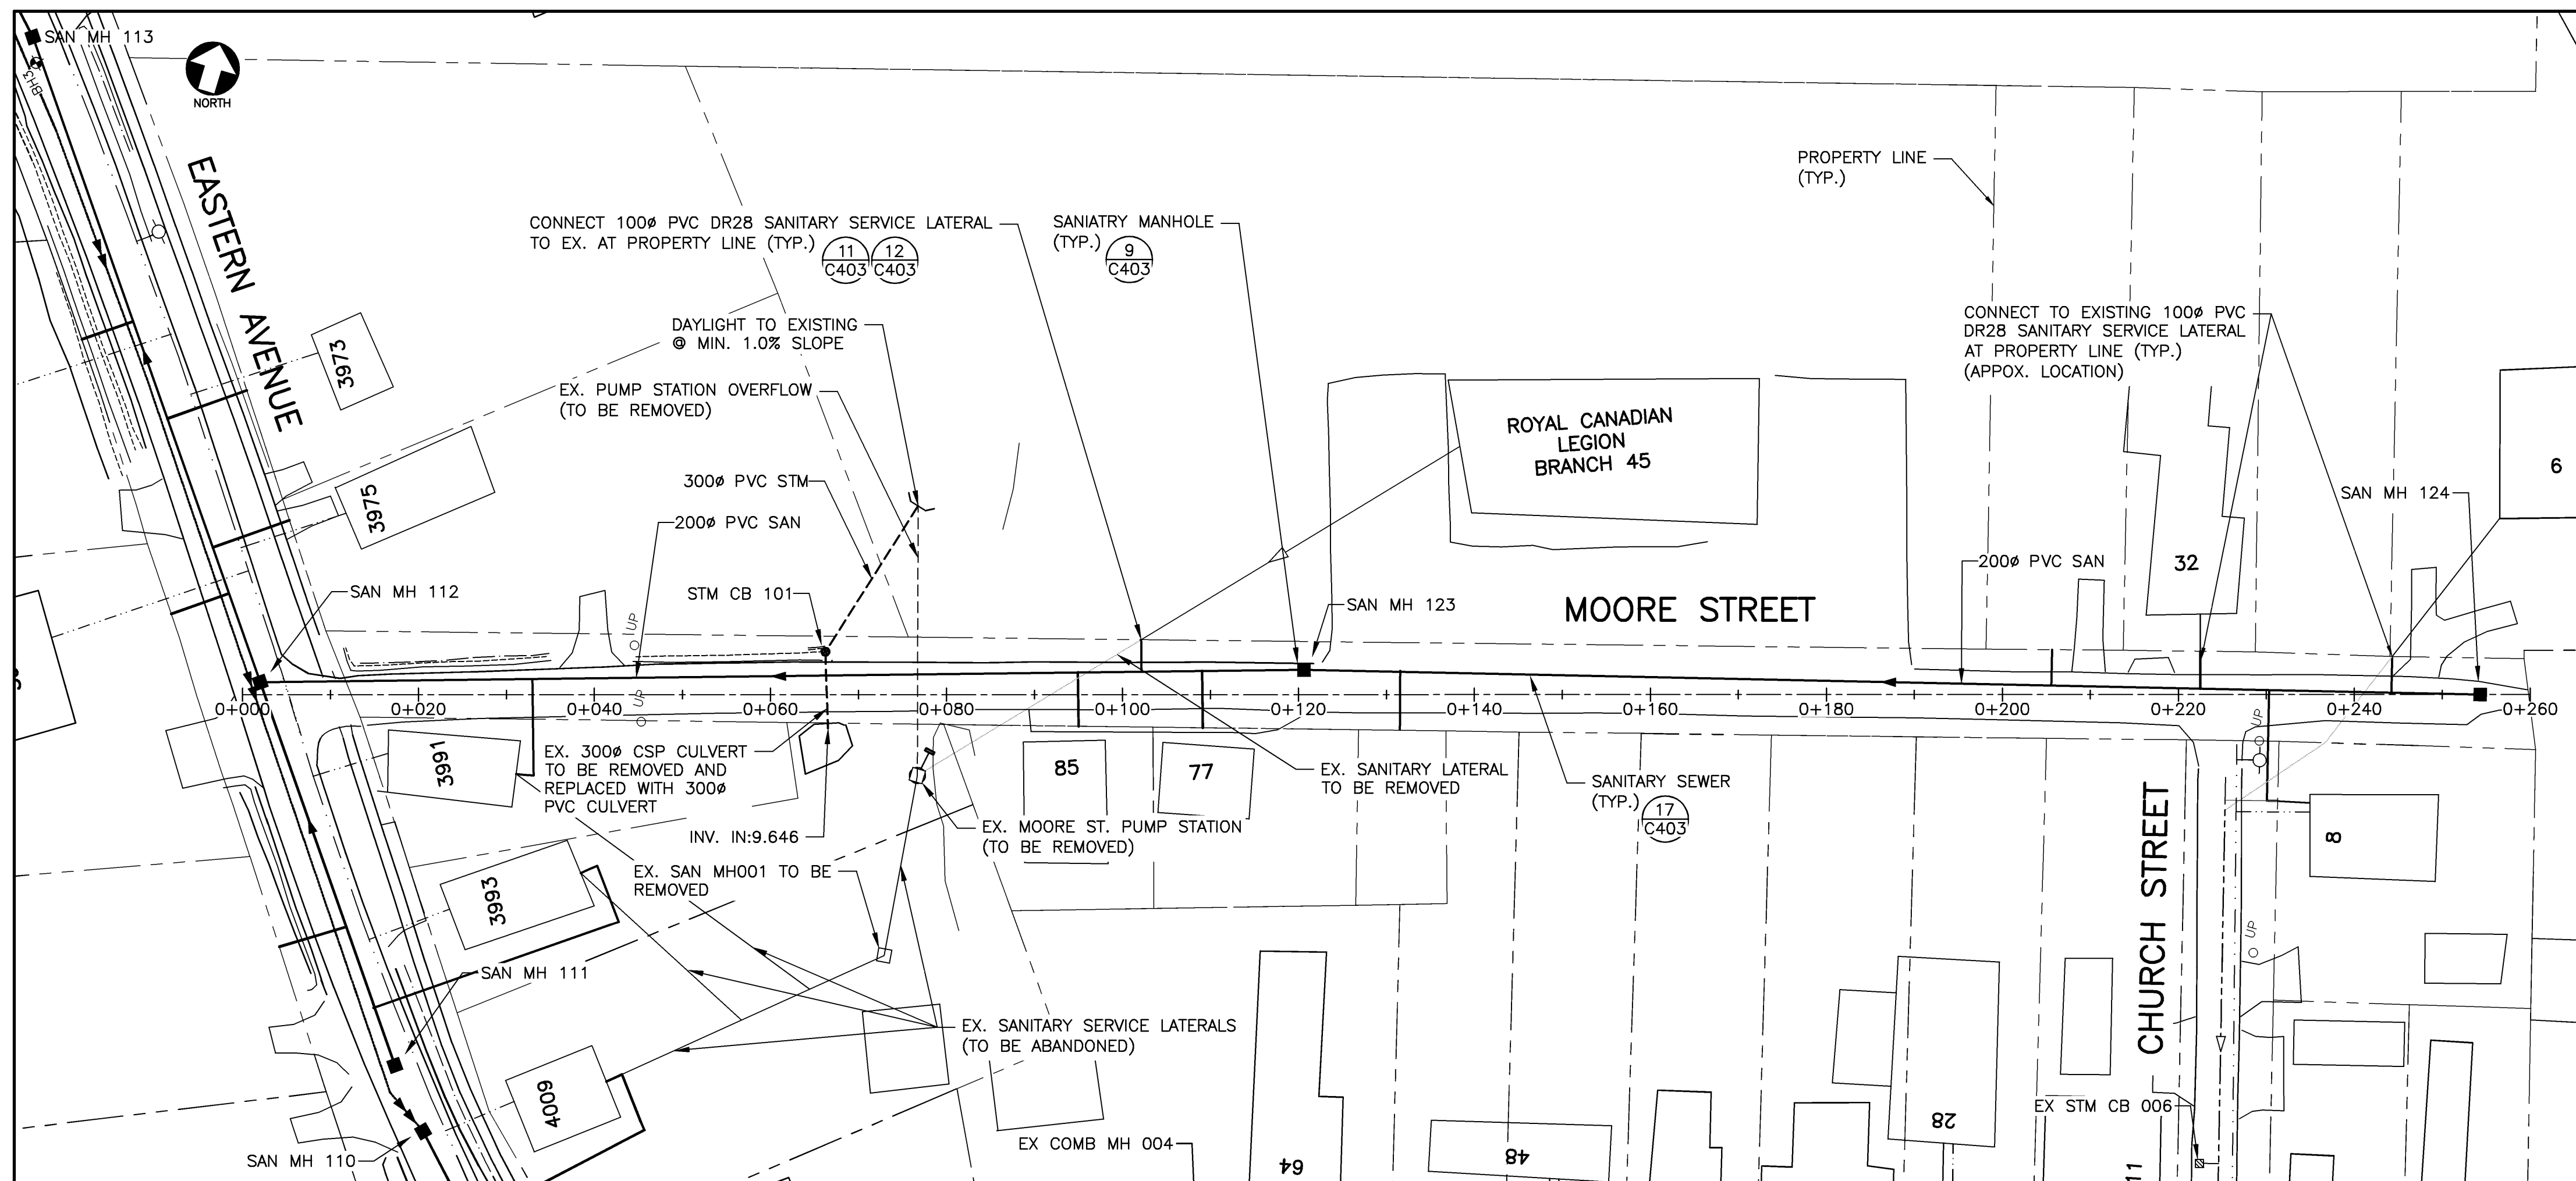 SAN MH 113
BH3
NORTH
EASTERN AVENUE
PROPERTY LINE
(TYP.)
CONNECT 100ø PVC DR28 SANITARY SERVICE LATERAL
TO EX. AT PROPERTY LINE (TYP.)
11
C403
12
C403
SANIATRY MANHOLE
(TYP.)
9
C403
DAYLIGHT TO EXISTING
@ MIN. 1.0% SLOPE
EX. PUMP STATION OVERFLOW
(TO BE REMOVED)
3973
3975
CONNECT TO EXISTING 100ø PVC
DR28 SANITARY SERVICE LATERAL
AT PROPERTY LINE (TYP.)
(APPOX. LOCATION)
ROYAL CANADIAN
LEGION
BRANCH 45
6
300ø PVC STM
200ø PVC SAN
SAN MH 124
32
200ø PVC SAN
SAN MH 112
STM CB 101
SAN MH 123
MOORE STREET
UP
UP
0+000
0+020
0+040
0+060
0+080
0+100
0+120
0+140
0+160
0+180
0+200
0+220
0+240
0+260
UP
3991
EX. 300ø CSP CULVERT
TO BE REMOVED AND
REPLACED WITH 300ø
PVC CULVERT
85
77
EX. SANITARY LATERAL
TO BE REMOVED
SANITARY SEWER
(TYP.)
17
C403
INV. IN:9.646
EX. MOORE ST. PUMP STATION
(TO BE REMOVED)
8
CHURCH STREET
EX. SAN MH001 TO BE
REMOVED
3993
UP
SAN MH 111
EX. SANITARY SERVICE LATERALS
(TO BE ABANDONED)
4009
SAN MH 110
EX COMB MH 004
64
48
28
EX STM CB 006
11